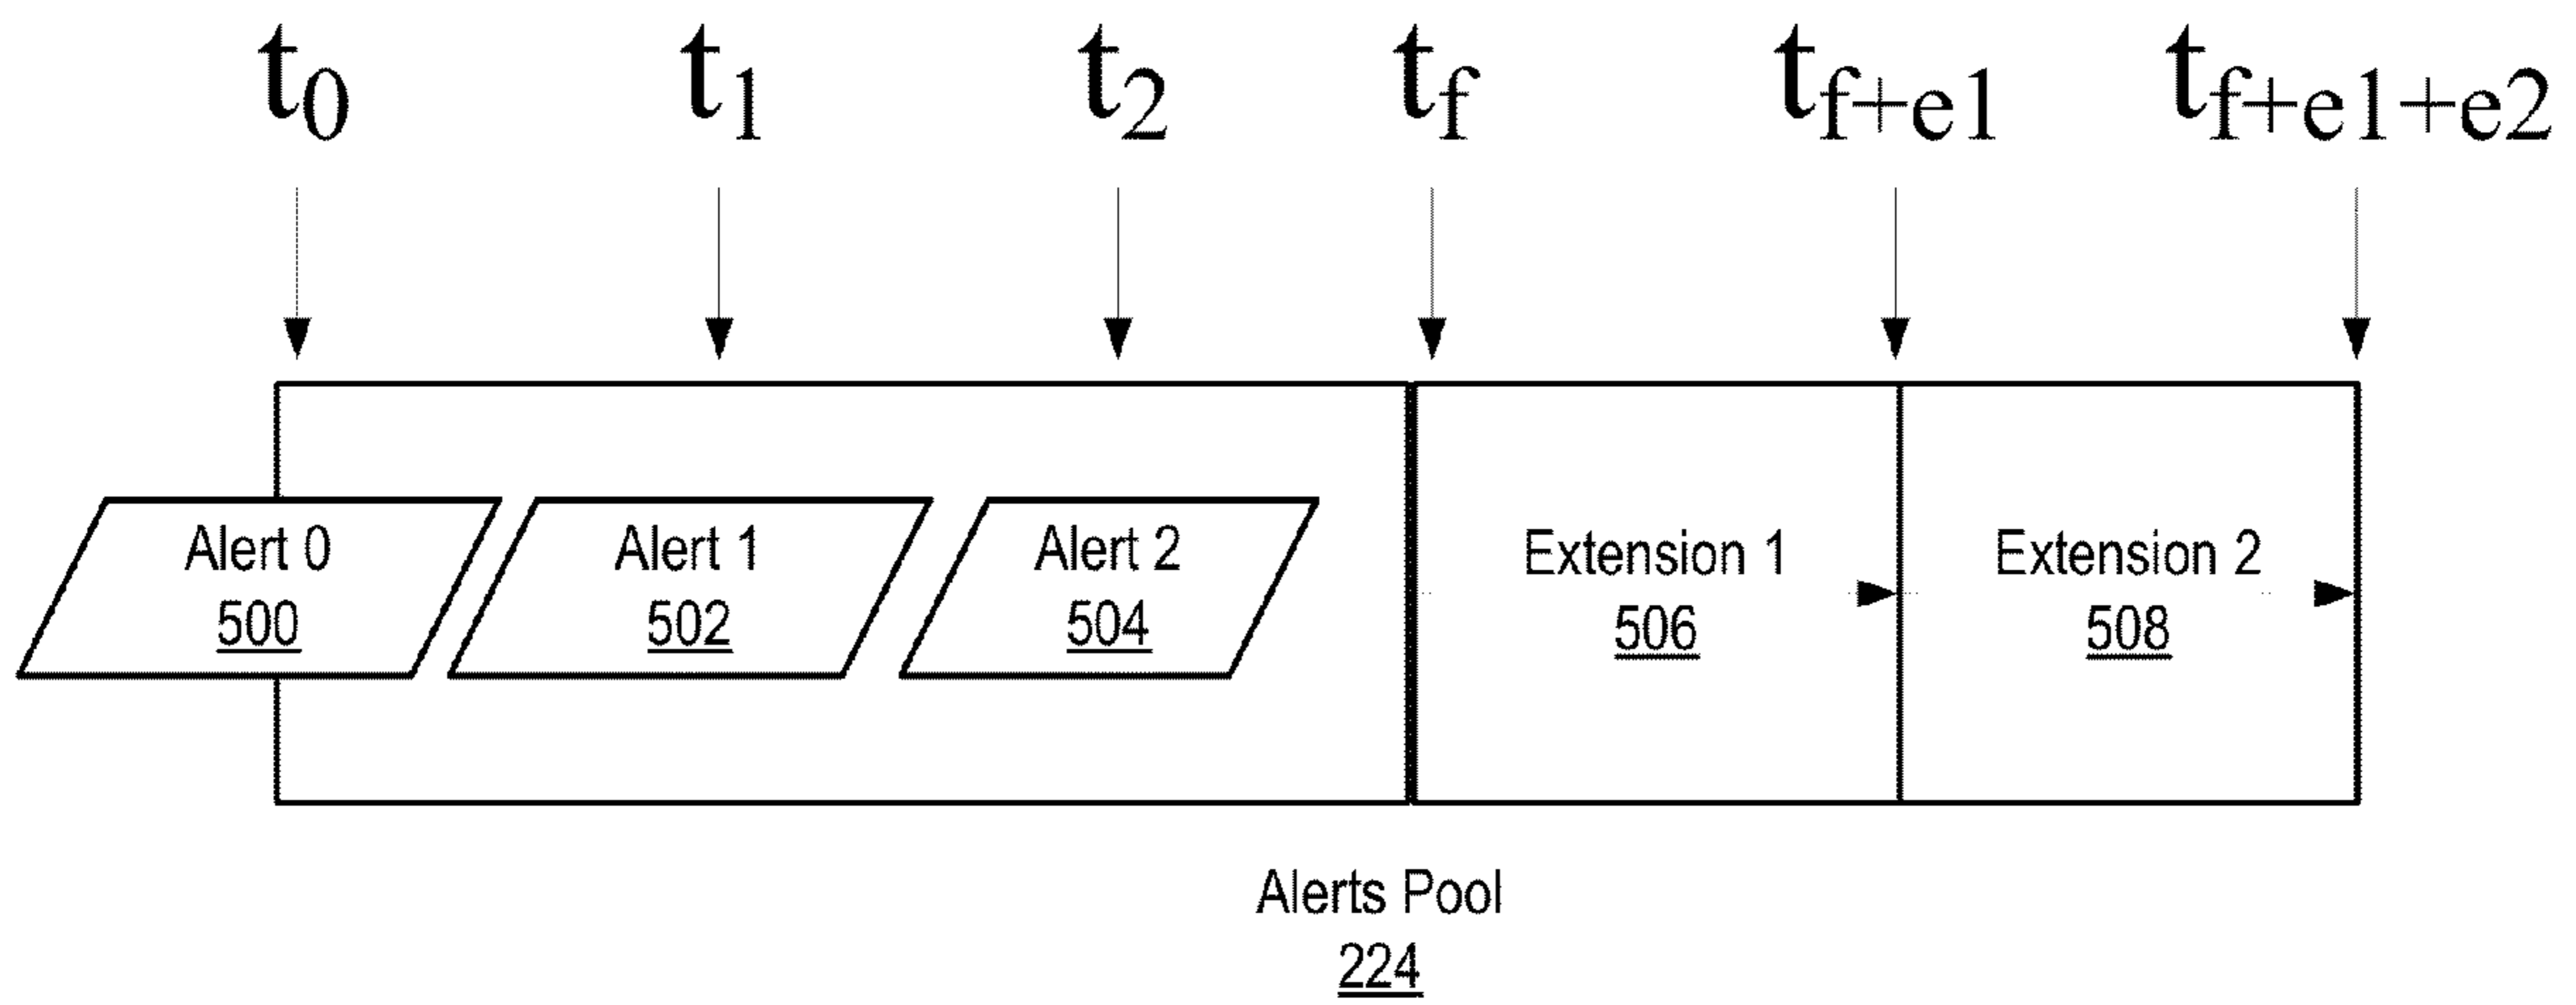 t0 t1 t2 tf tf+e1 tf+e1+e2
Alert 0
500
Alert 1
502
Alert 2
504
Extension 1
506
Extension 2
508
Alerts Pool
224